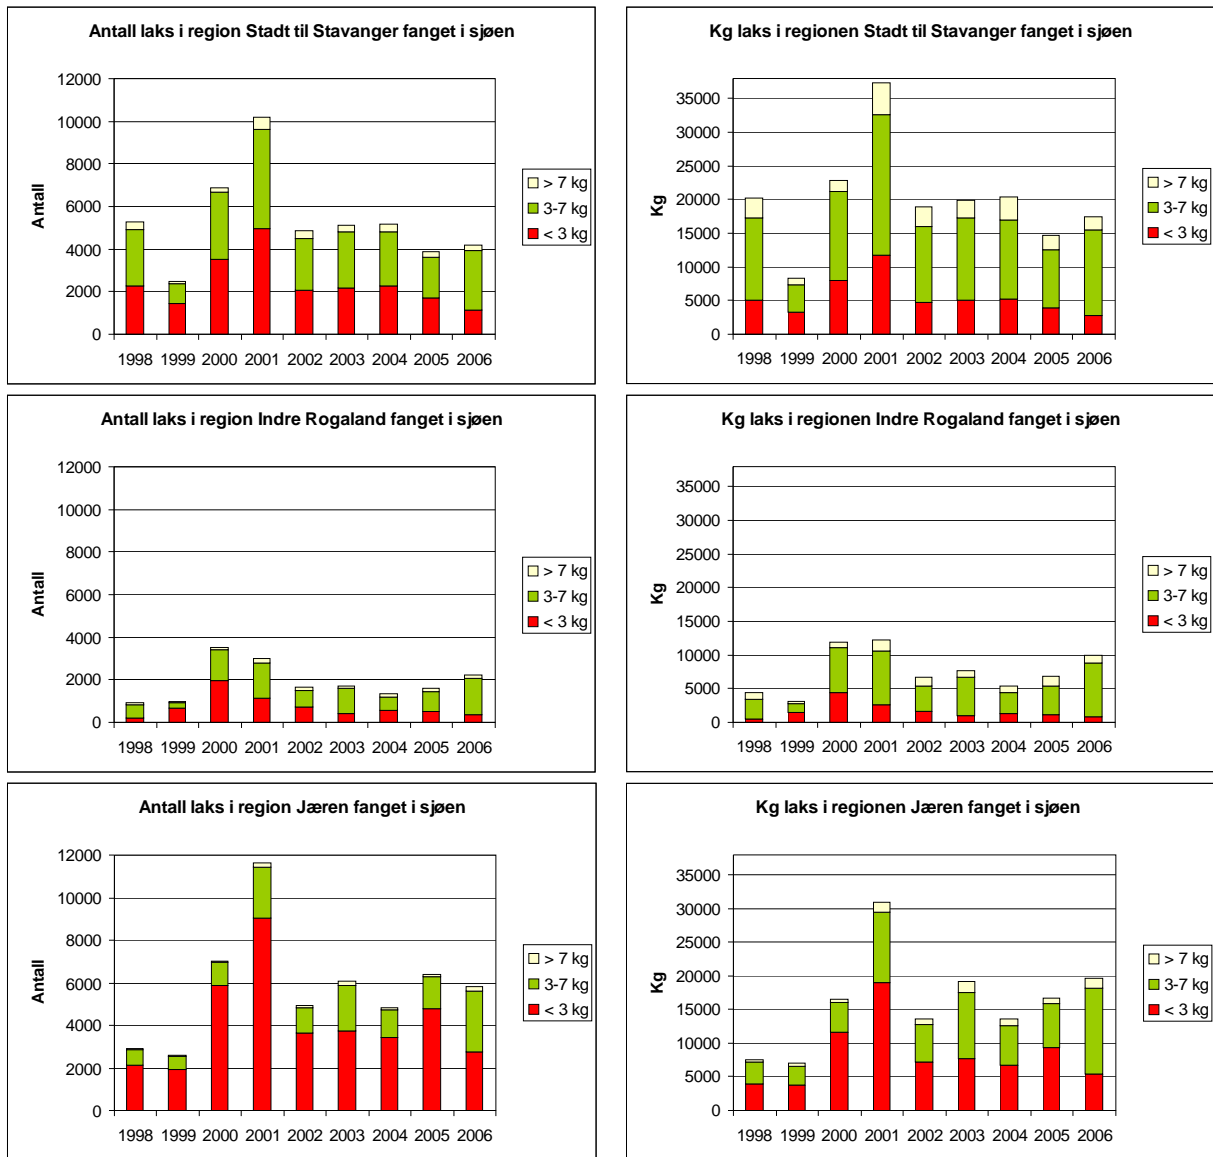 Antall laks i region Stadt til Stavanger fanget i sjøen
Antall
12000
10000
8000
6000
4000
2000
0
1998 1999 2000 2001 2002 2003 2004 2005 2006
> 7 kg
3-7 kg
< 3 kg
Kg laks i regionen Stadt til Stavanger fanget i sjøen
Kg
35000
30000
25000
20000
15000
10000
5000
0
1998 1999 2000 2001 2002 2003 2004 2005 2006
> 7 kg
3-7 kg
< 3 kg
Antall laks i region Indre Rogaland fanget i sjøen
Antall
12000
10000
8000
6000
4000
2000
0
1998 1999 2000 2001 2002 2003 2004 2005 2006
> 7 kg
3-7 kg
< 3 kg
Kg laks i regionen Indre Rogaland fanget i sjøen
Kg
35000
30000
25000
20000
15000
10000
5000
0
1998 1999 2000 2001 2002 2003 2004 2005 2006
> 7 kg
3-7 kg
< 3 kg
Antall laks i region Jæren fanget i sjøen
Antall
12000
10000
8000
6000
4000
2000
0
1998 1999 2000 2001 2002 2003 2004 2005 2006
> 7 kg
3-7 kg
< 3 kg
Kg laks i regionen Jæren fanget i sjøen
Kg
35000
30000
25000
20000
15000
10000
5000
0
1998 1999 2000 2001 2002 2003 2004 2005 2006
> 7 kg
3-7 kg
< 3 kg